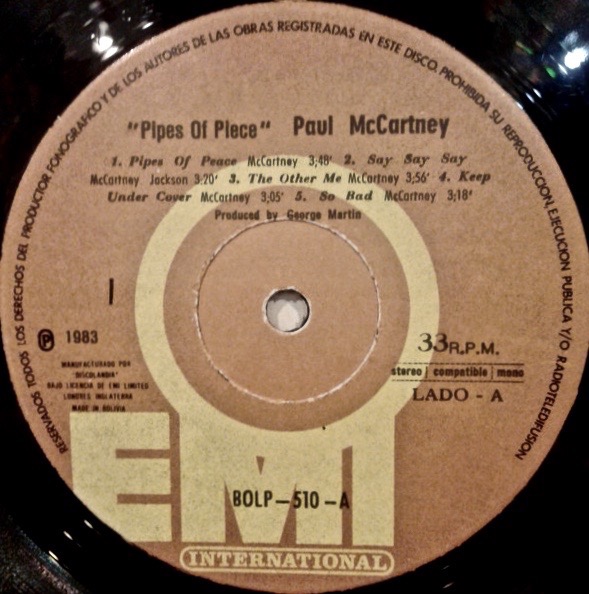 RESERVADOS TODOS LOS DERECHOS DEL PRODUCTOR FONOGRAFICO Y DE LOS AUTORES DE LAS OBRAS REGISTRADAS EN ESTE DISCO. PROHIBIDA SU REPRODUCCION, EJECUCION PUBLICA Y/O RADIOTELEDIFUSION
"Pipes Of Piece" Paul McCartney
1. Pipes Of Peace McCartney 3;48' 2. Say Say Say
McCartney Jackson 3:20' 3. The Other Me McCartney 3;56' 4. Keep
Under Cover McCartney 3;05' 5. So Bad McCartney 3;18'
Produced by George Martin
I
℗ 1983
33 R.P.M.
stereo | compatible | mono
LADO - A
MANUFACTURADO POR
"DISCOLANDIA"
BAJO LICENCIA DE EMI LIMITED
LONDRES INGLATERRA
MADE IN BOLIVIA
EMI
BOLP-510-A
INTERNATIONAL